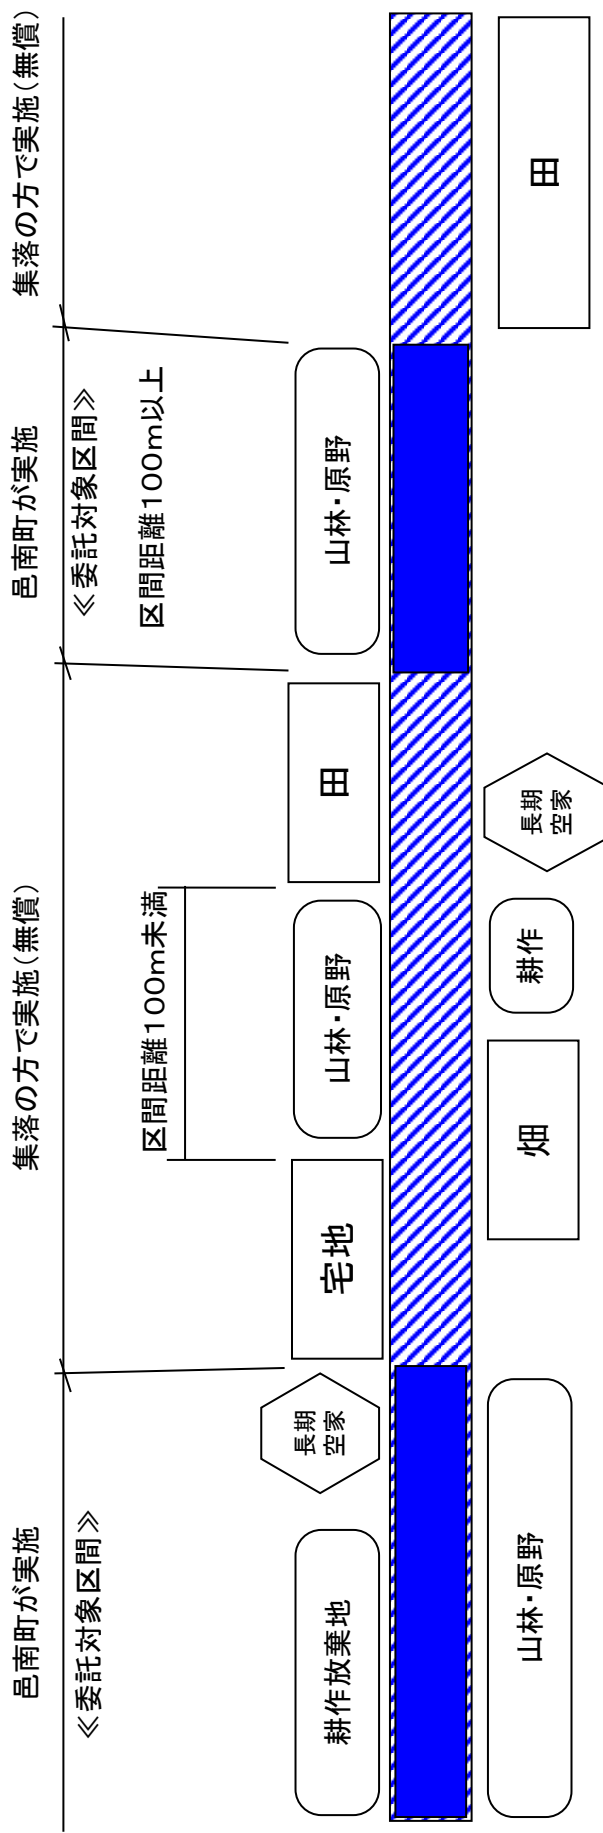 邑南町が実施
集落の方で実施(無償)
邑南町が実施
集落の方で実施(無償)
≪委託対象区間≫
≪委託対象区間≫
区間距離100m未満
区間距離100m以上
耕作放棄地
長期
空家
宅地
山林・原野
田
山林・原野
山林・原野
畑
耕作
長期
空家
田